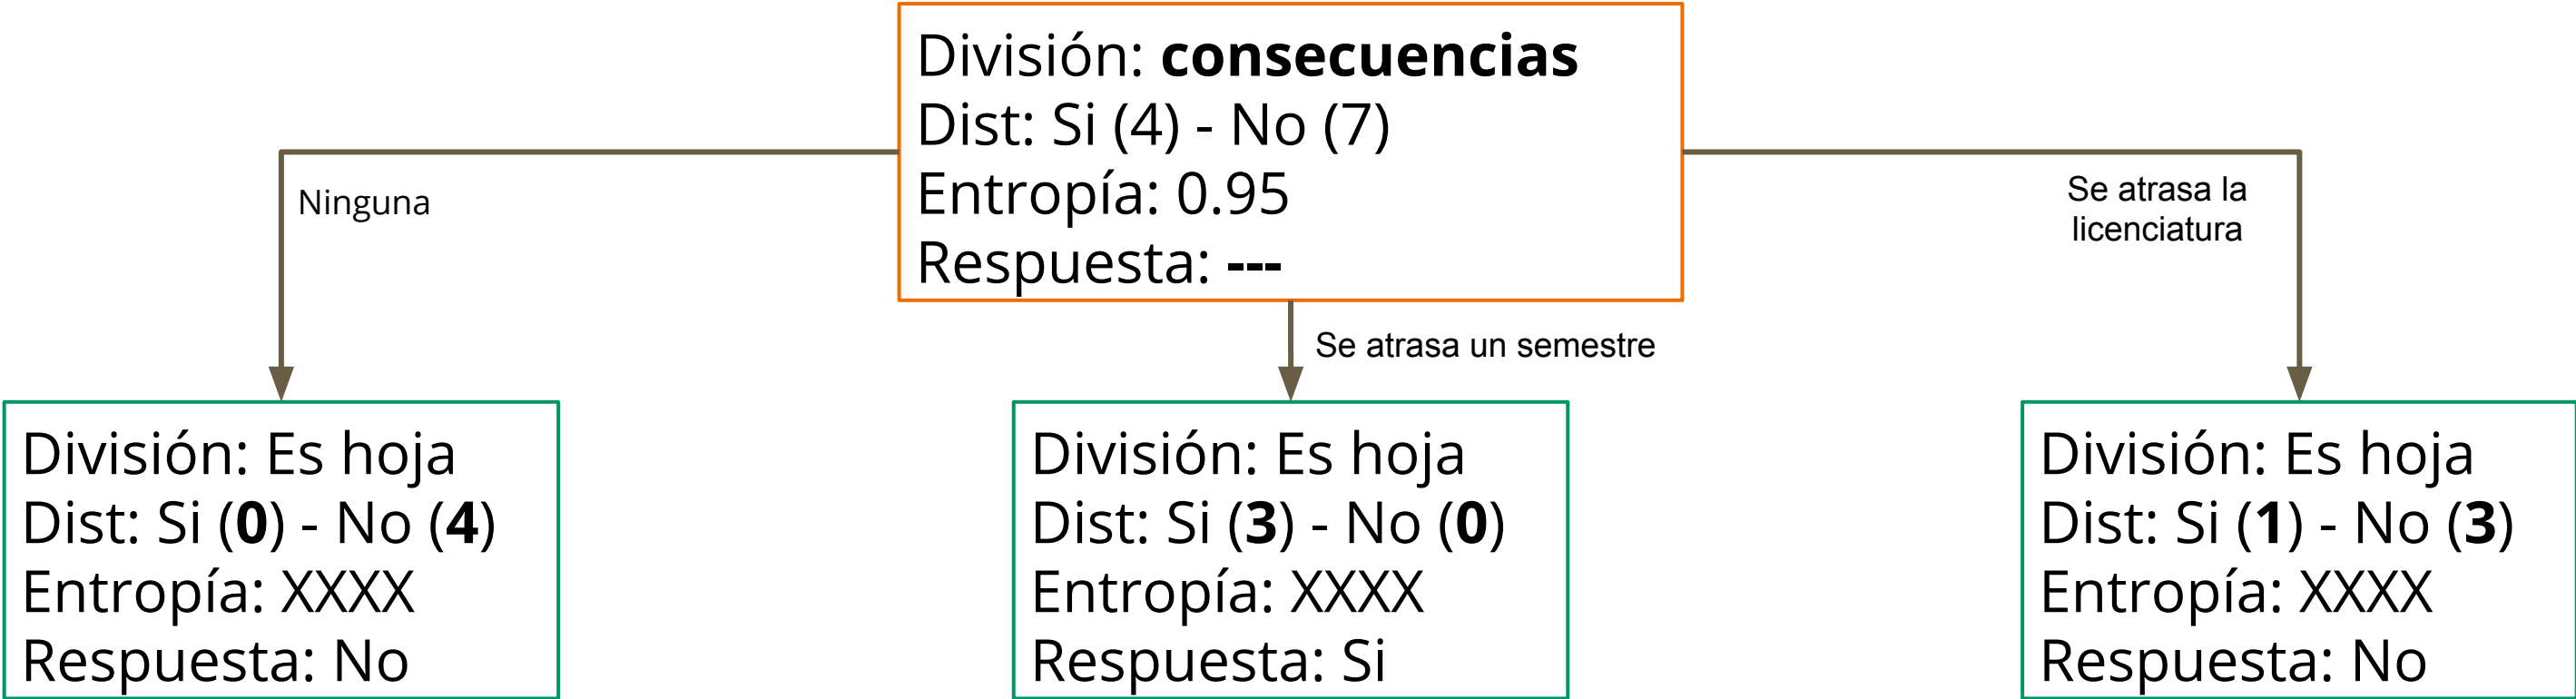 División: consecuencias
Dist: Si (4) - No (7)
Entropía: 0.95
Respuesta: ---
Ninguna
Se atrasa un semestre
Se atrasa la
licenciatura
División: Es hoja
Dist: Si (0) - No (4)
Entropía: XXXX
Respuesta: No
División: Es hoja
Dist: Si (3) - No (0)
Entropía: XXXX
Respuesta: Si
División: Es hoja
Dist: Si (1) - No (3)
Entropía: XXXX
Respuesta: No